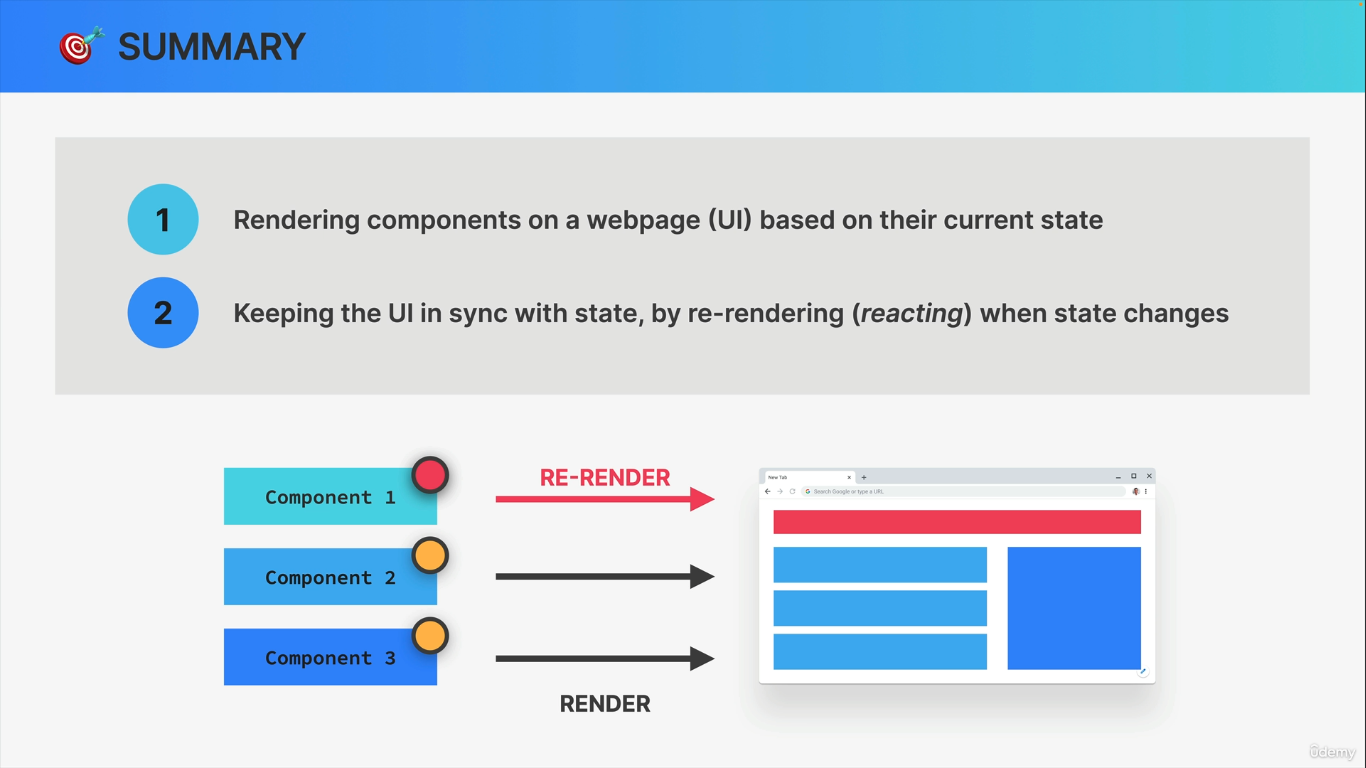 SUMMARY
1 Rendering components on a webpage (UI) based on their current state
2 Keeping the UI in sync with state, by re-rendering (reacting) when state changes
Component 1
RE-RENDER
Component 2
Component 3
RENDER
New Tab
Search Google or type a URL
ûdemy